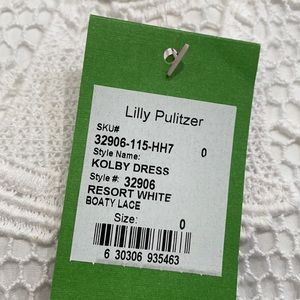 Lilly Pulitzer
SKU#
32906-115-HH7 0
Style Name:
KOLBY DRESS
Style #: 32906
RESORT WHITE
BOATY LACE
Size: 0
6 30306 935463